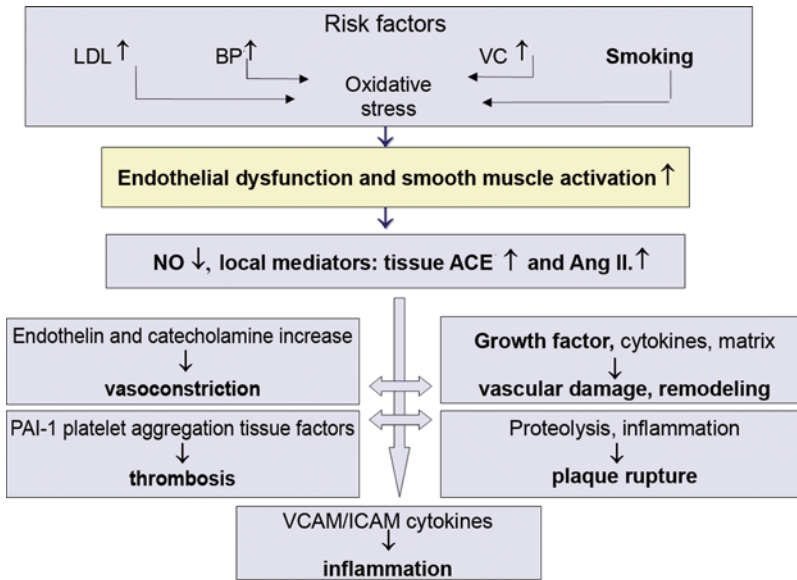 Risk factors
LDL ↑ BP ↑ VC ↑ Smoking
Oxidative
stress
Endothelial dysfunction and smooth muscle activation ↑
NO ↓, local mediators: tissue ACE ↑ and Ang II. ↑
Endothelin and catecholamine increase
vasoconstriction
Growth factor, cytokines, matrix
vascular damage, remodeling
PAI-1 platelet aggregation tissue factors
thrombosis
Proteolysis, inflammation
plaque rupture
VCAM/ICAM cytokines
inflammation